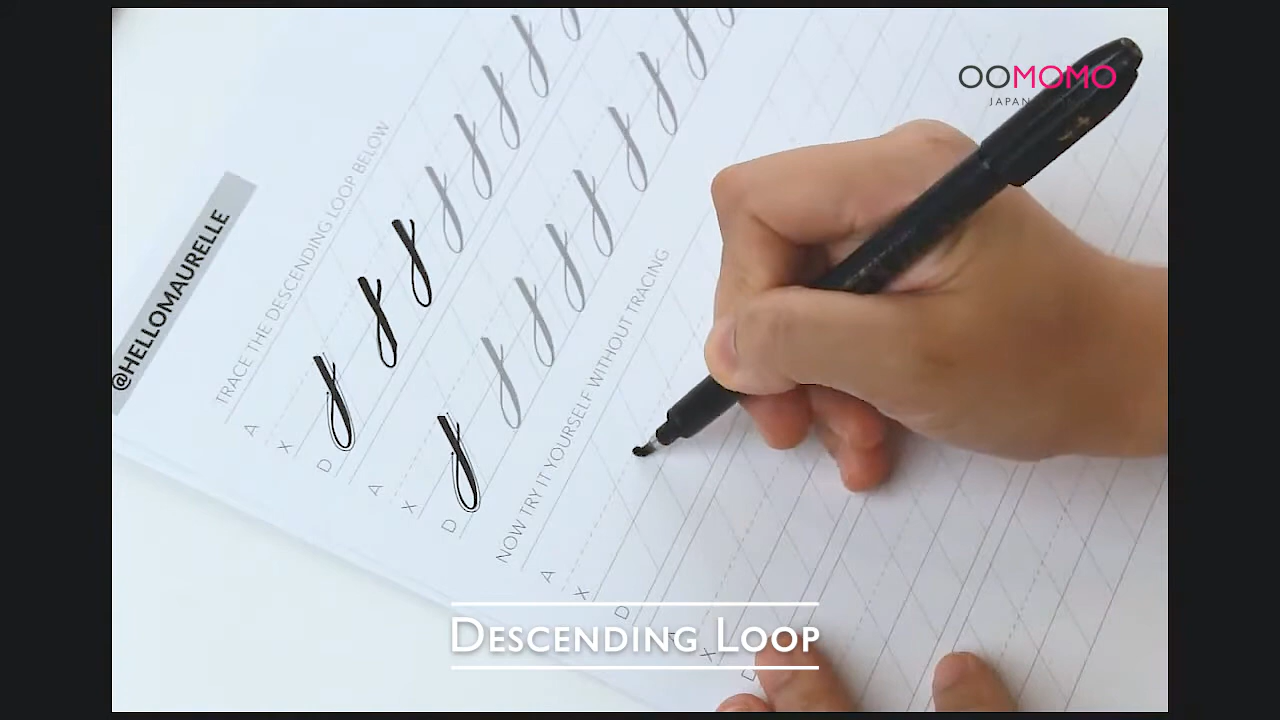 OOMOMO
JAPAN
@HELLOMAURELLE
TRACE THE DESCENDING LOOP BELOW
A
X
D
A
X
D
NOW TRY IT YOURSELF WITHOUT TRACING
A
X
D
A
X
D
DESCENDING LOOP